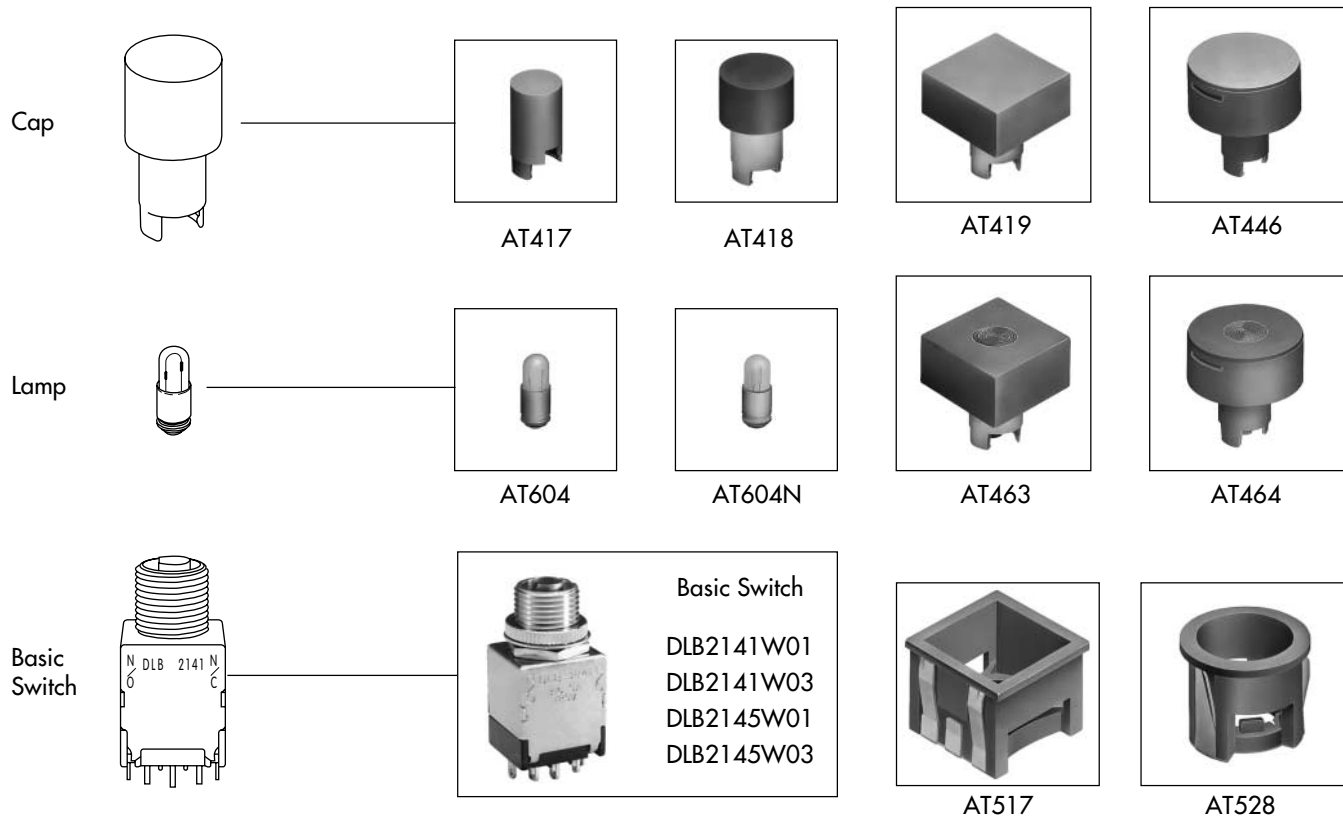 Cap
AT417
AT418
AT419
AT446
Lamp
AT604
AT604N
AT463
AT464
Basic
Switch
N
O
DLB 2141
N
C
Basic Switch
DLB2141W01
DLB2141W03
DLB2145W01
DLB2145W03
AT517
AT528